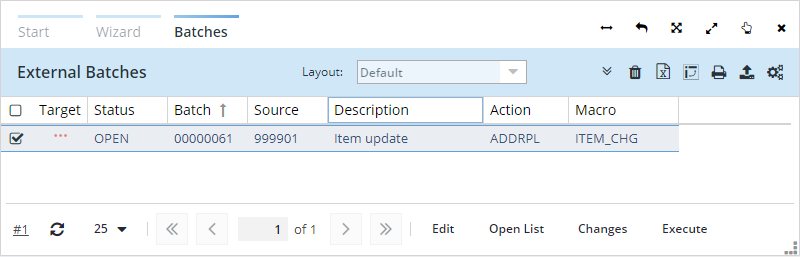 Start Wizard Batches
External Batches Layout: Default
Target Status Batch ↑ Source Description Action Macro
*** OPEN 00000061 999901 Item update ADDRPL ITEM_CHG
#1 25 1 of 1 Edit Open List Changes Execute